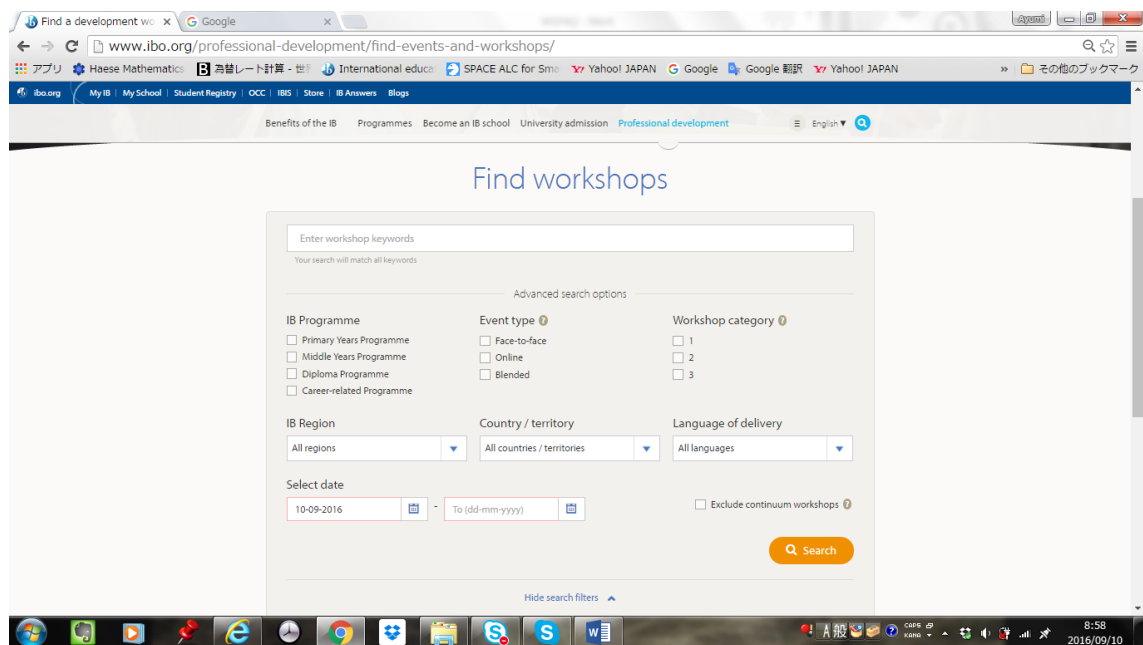 Find a development wo
Google
Ayumi
www.ibo.org/professional-development/find-events-and-workshops/
アプリ Haese Mathematics 為替レート計算 - 世 International educa SPACE ALC for Sma Yahoo! JAPAN Google Google 翻訳 Yahoo! JAPAN » その他のブックマーク
ibo.org My IB | My School | Student Registry | OCC | IBIS | Store | IB Answers Blogs
Benefits of the IB Programmes Become an IB school University admission Professional development English
Find workshops
Enter workshop keywords
Your search will match all keywords
Advanced search options
IB Programme Event type ? Workshop category ?
Primary Years Programme Face-to-face 1
Middle Years Programme Online 2
Diploma Programme Blended 3
Career-related Programme
IB Region Country / territory Language of delivery
All regions All countries / territories All languages
Select date
10-09-2016 - To (dd-mm-yyyy) Exclude continuum workshops ?
Search
Hide search filters
A 般 CAPS KANA 8:58
2016/09/10